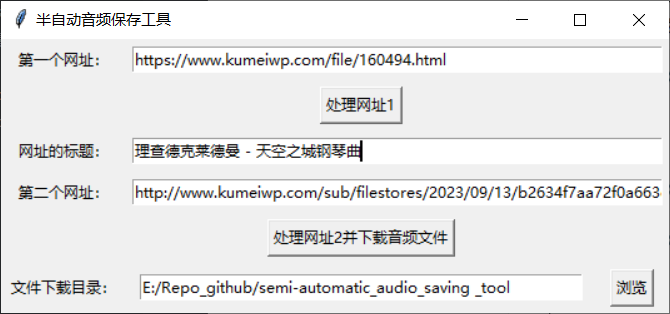 半自动音频保存工具
第一个网址： https://www.kumeiwp.com/file/160494.html
处理网址1
网址的标题： 理查德克莱德曼 - 天空之城钢琴曲
第二个网址： http://www.kumeiwp.com/sub/filestores/2023/09/13/b2634f7aa72f0a663
处理网址2并下载音频文件
文件下载目录： E:/Repo_github/semi-automatic_audio_saving _tool 浏览